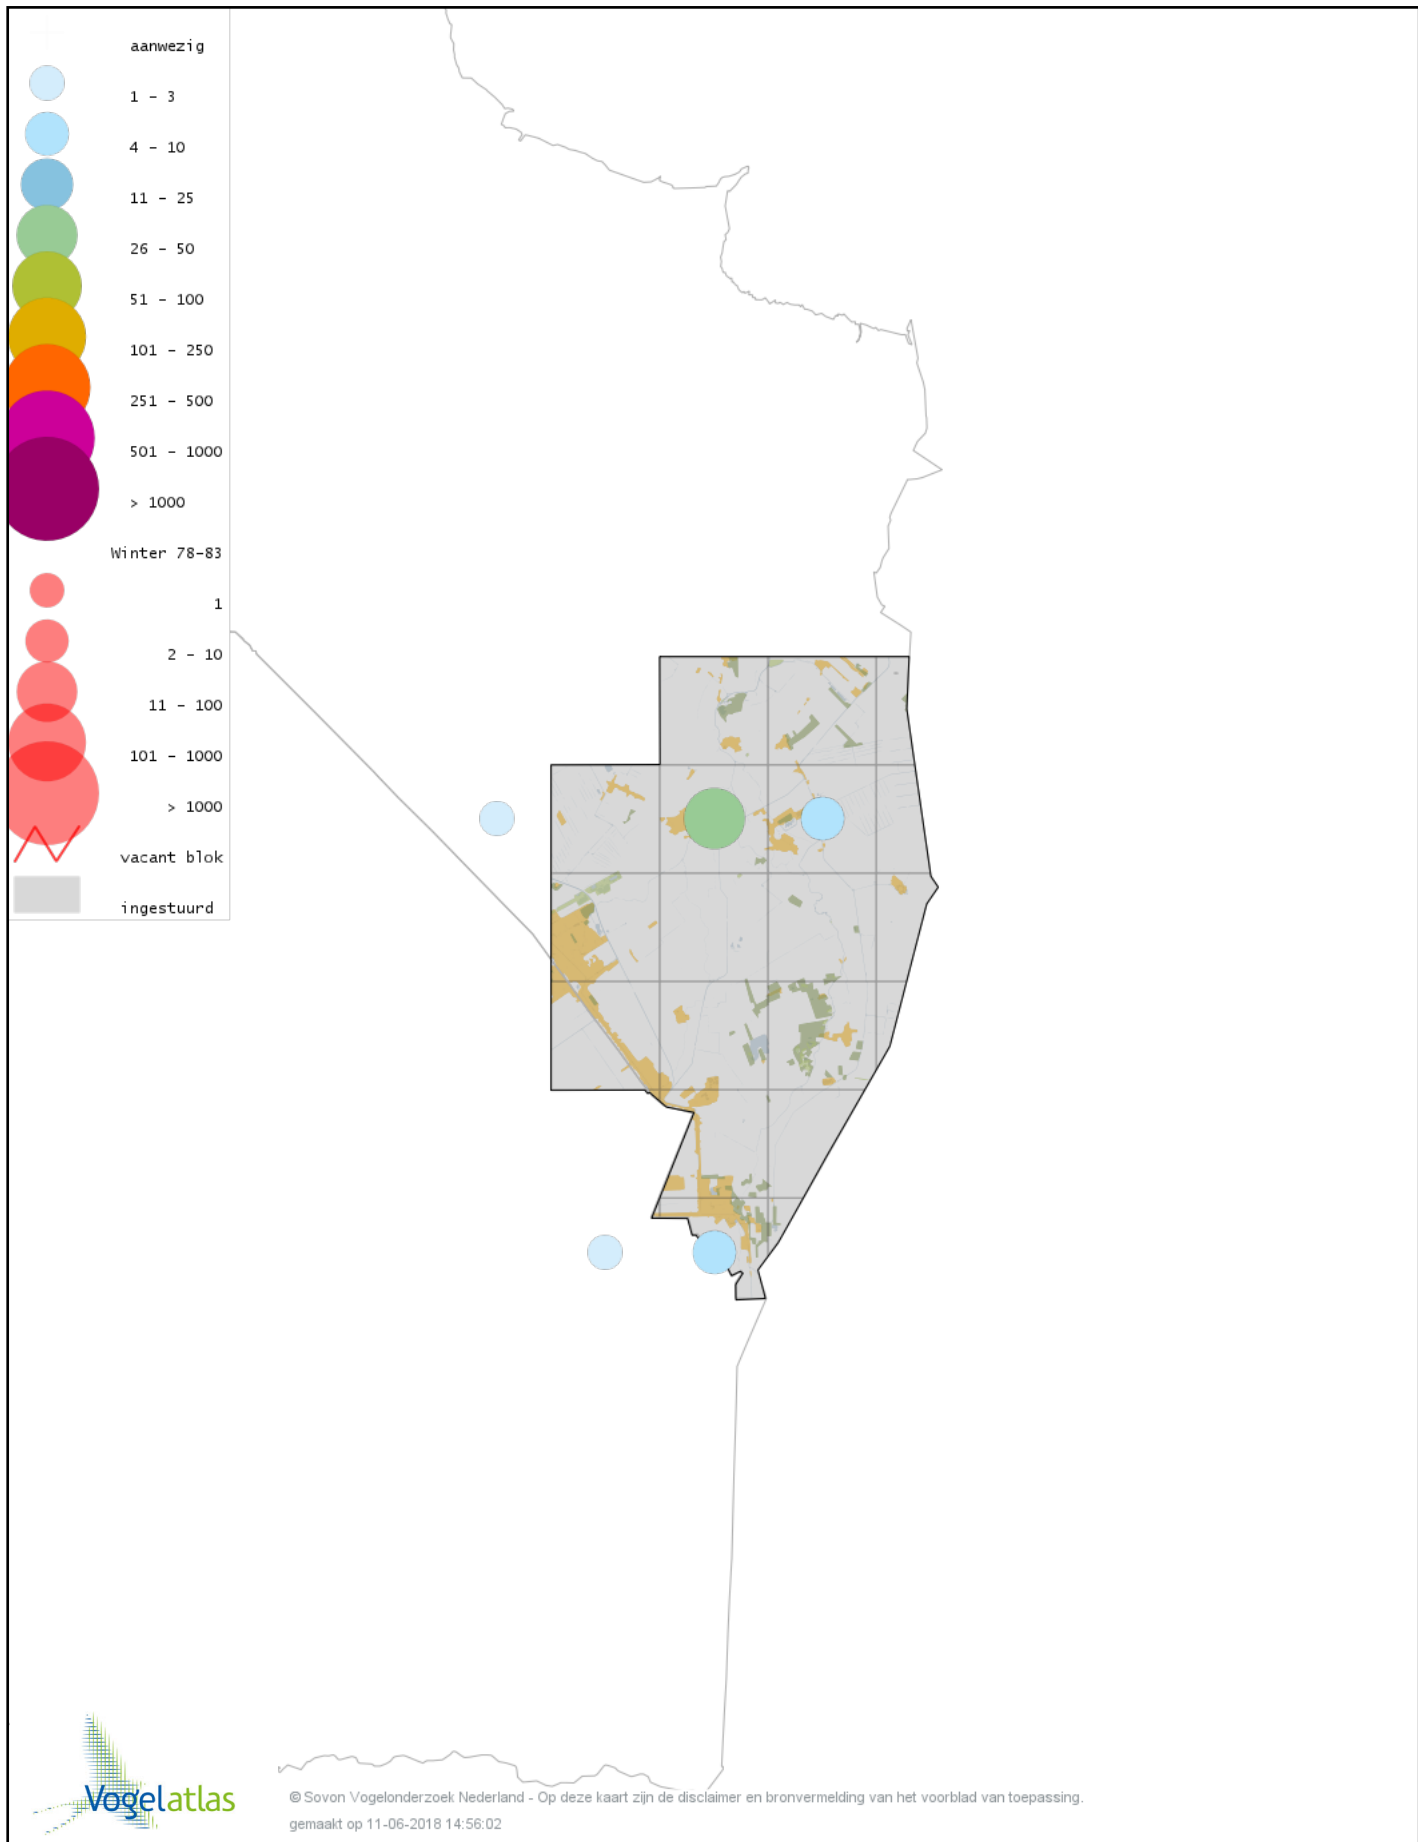 aanwezig
1 - 3
4 - 10
11 - 25
26 - 50
51 - 100
101 - 250
251 - 500
501 - 1000
> 1000
Winter 78-83
1
2 - 10
11 - 100
101 - 1000
> 1000
vacant blok
ingestuurd
Vogelatlas
© Sovon Vogelonderzoek Nederland - Op deze kaart zijn de disclaimer en bronvermelding van het voorblad van toepassing.
gemaakt op 11-06-2018 14:56:02